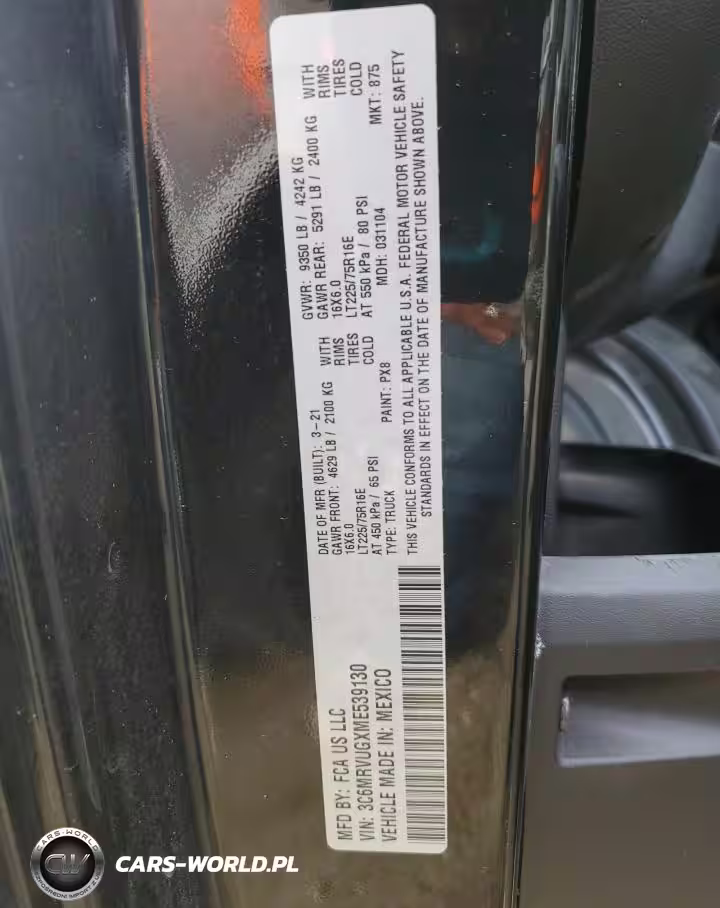 MFD BY: FCA US LLC
VIN: 3C6MRVUGXME539130
VEHICLE MADE IN: MEXICO
DATE OF MFR (BUILT): 3-21
GAWR FRONT: 4629 LB / 2100 KG WITH
16X6.0 RIMS
LT225/75R16E TIRES
AT 450 kPa / 65 PSI COLD
TYPE: TRUCK PAINT: PX8
GVWR: 9350 LB / 4242 KG
GAWR REAR: 5291 LB / 2400 KG WITH
16X6.0 RIMS
LT225/75R16E TIRES
AT 550 kPa / 80 PSI COLD
MDH: 031104 MKT: 875
THIS VEHICLE CONFORMS TO ALL APPLICABLE U.S.A. FEDERAL MOTOR VEHICLE SAFETY
STANDARDS IN EFFECT ON THE DATE OF MANUFACTURE SHOWN ABOVE.
CARS-WORLD
CW
CARS-WORLD.PL